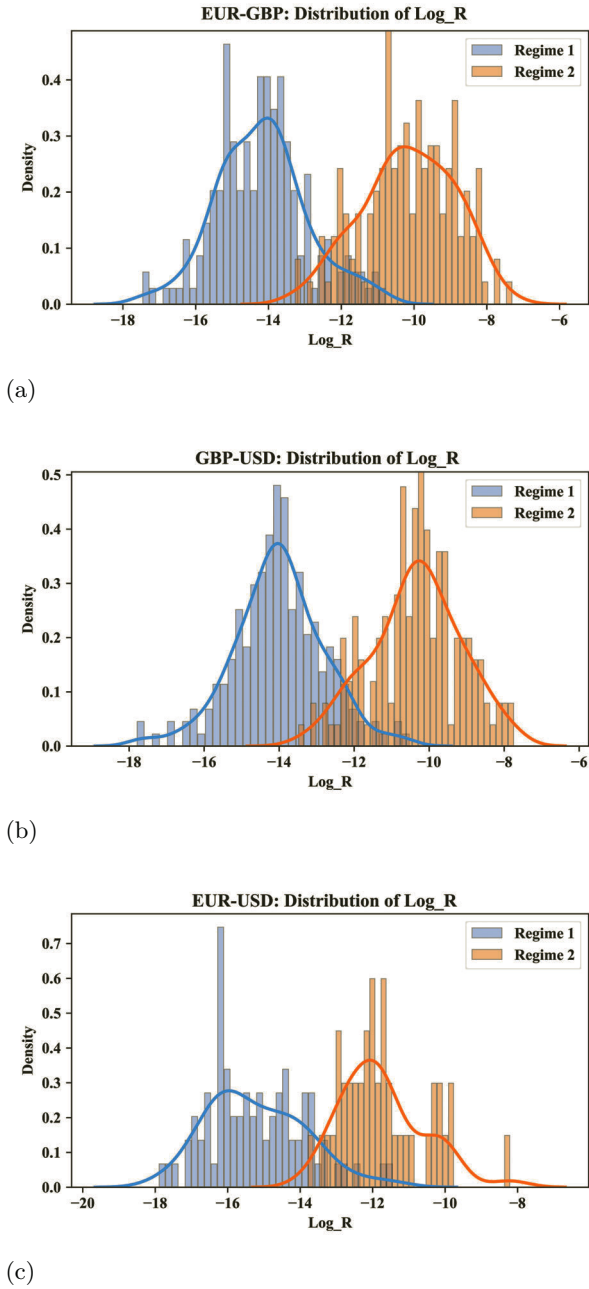 EUR-GBP: Distribution of Log_R
Regime 1
Regime 2
0.4
0.3
0.2
0.1
0.0
Density
−18 −16 −14 −12 −10 −8 −6
Log_R
(a)
GBP-USD: Distribution of Log_R
0.5
Regime 1
Regime 2
0.4
0.3
0.2
0.1
0.0
Density
−18 −16 −14 −12 −10 −8 −6
Log_R
(b)
EUR-USD: Distribution of Log_R
Regime 1
Regime 2
0.7
0.6
0.5
0.4
0.3
0.2
0.1
0.0
Density
−20 −18 −16 −14 −12 −10 −8
Log_R
(c)